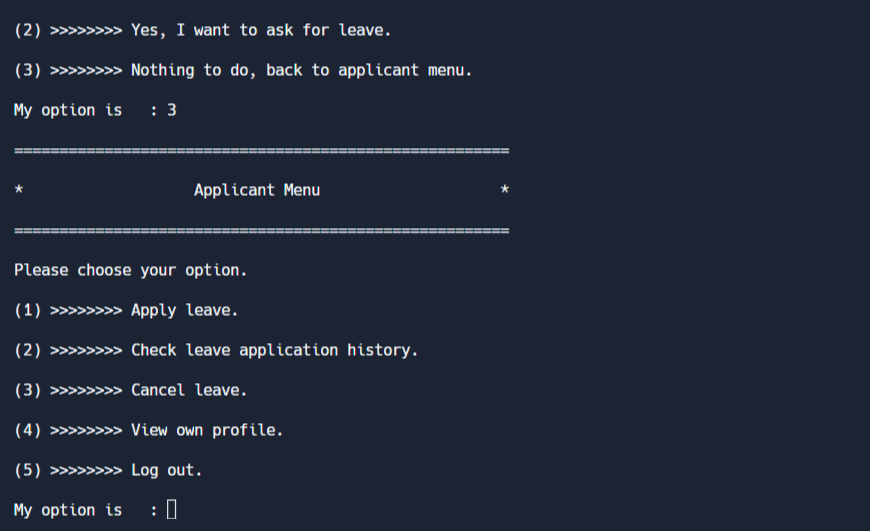 (2) >>>>>>>> Yes, I want to ask for leave.
(3) >>>>>>>> Nothing to do, back to applicant menu.
My option is   : 3
=======================================================
*                   Applicant Menu                    *
=======================================================
Please choose your option.
(1) >>>>>>>> Apply leave.
(2) >>>>>>>> Check leave application history.
(3) >>>>>>>> Cancel leave.
(4) >>>>>>>> View own profile.
(5) >>>>>>>> Log out.
My option is   :